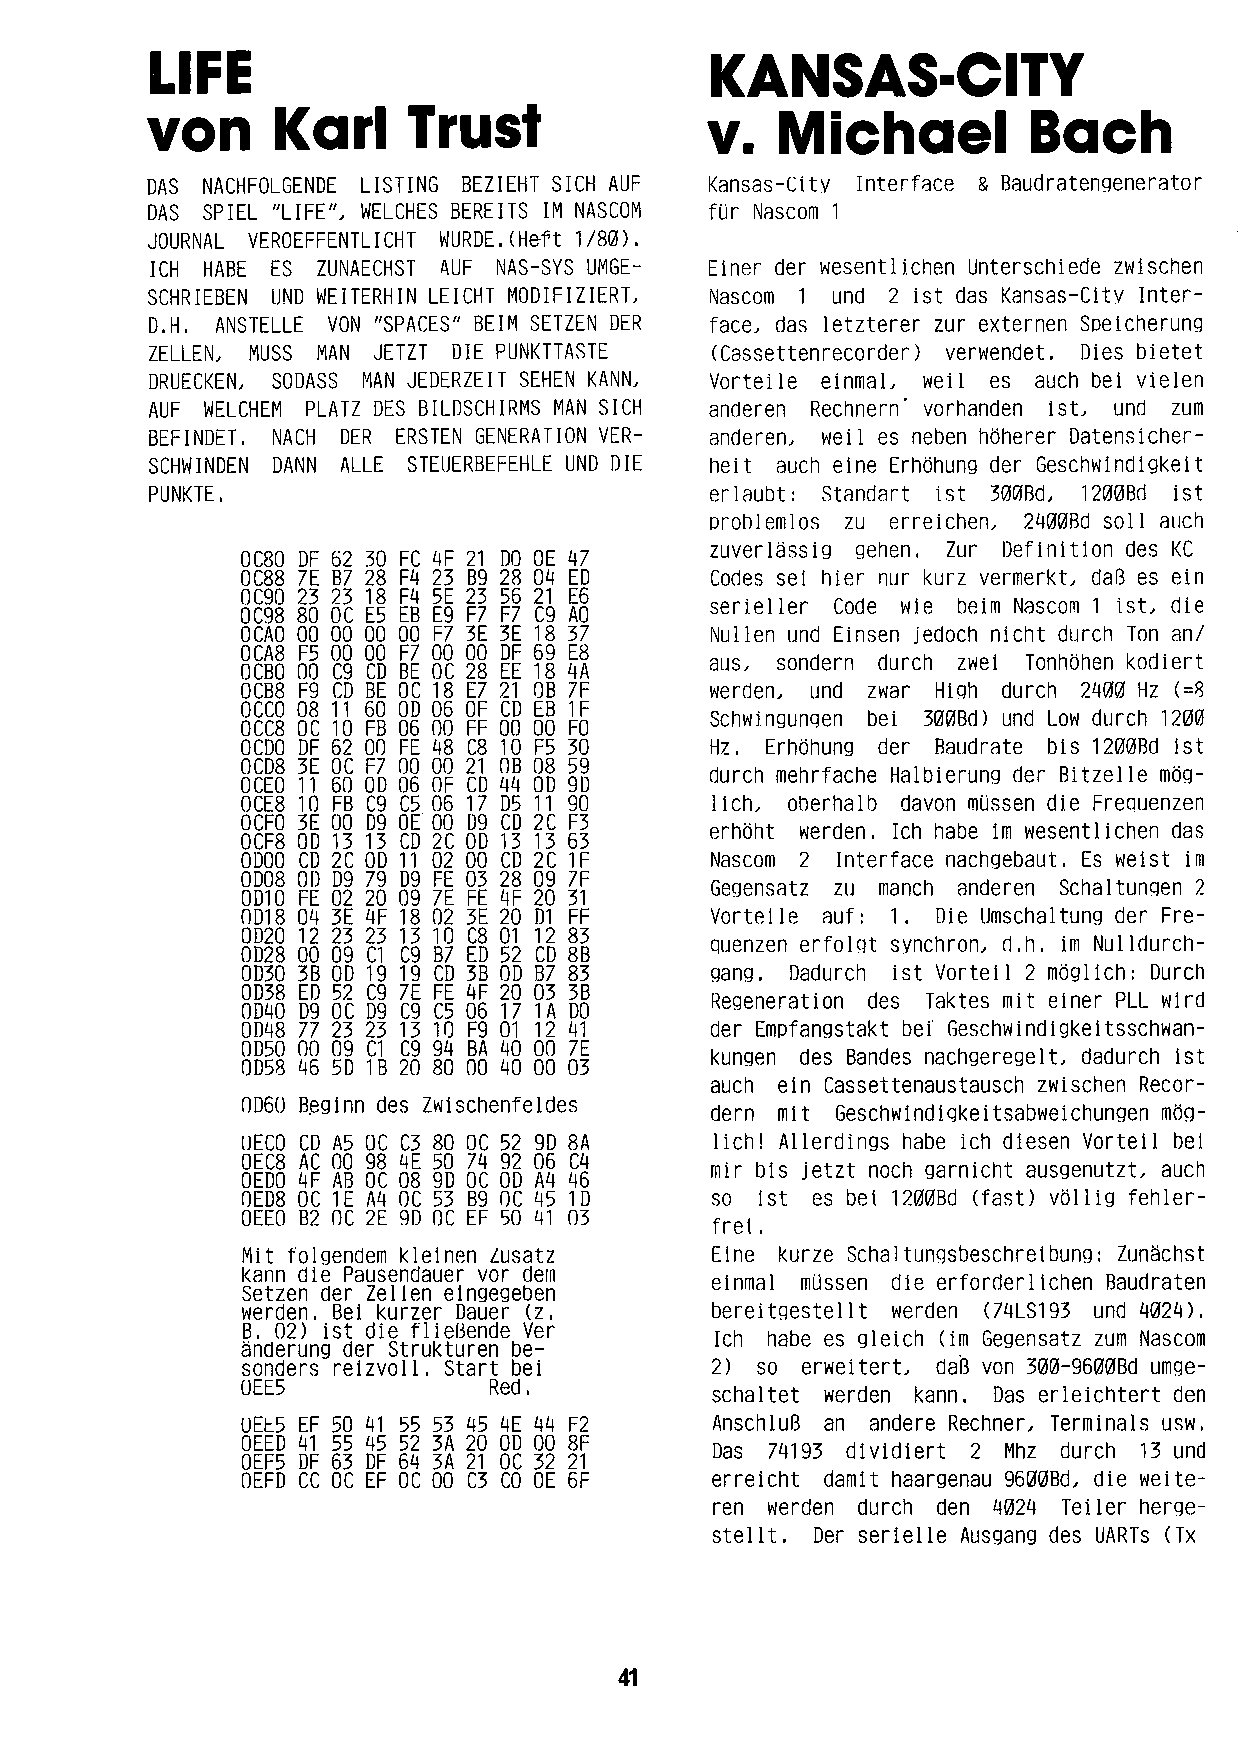 LIFE
von Karl Trust
DAS NACHFOLGENDE LISTING BEZIEHT SICH AUF
DAS SPIEL "LIFE", WELCHES BEREITS IM NASCOM
JOURNAL VEROEFFENTLICHT WURDE.(Heft 1/80).
ICH HABE ES ZUNAECHST AUF NAS-SYS UMGE-
SCHRIEBEN UND WEITERHIN LEICHT MODIFIZIERT,
D.H. ANSTELLE VON "SPACES" BEIM SETZEN DER
ZELLEN, MUSS MAN JETZT DIE PUNKTTASTE
DRUECKEN, SODASS MAN JEDERZEIT SEHEN KANN,
AUF WELCHEM PLATZ DES BILDSCHIRMS MAN SICH
BEFINDET. NACH DER ERSTEN GENERATION VER-
SCHWINDEN DANN ALLE STEUERBEFEHLE UND DIE
PUNKTE.
0C80 DF 62 30 FC 4F 21 D0 0E 47
0C88 7E B7 28 F4 23 B9 28 04 ED
0C90 23 23 18 F4 5E 23 56 21 E6
0C98 80 0C E5 EB E9 F7 F7 C9 A0
0CA0 00 00 00 00 F7 3E 3E 18 37
0CA8 F5 00 00 F7 00 00 DF 69 E8
0CB0 00 C9 CD BE 0C 28 EE 18 4A
0CB8 F9 CD BE 0C 18 E7 21 0B 7F
0CC0 08 11 60 0D 06 0F CD EB 1F
0CC8 0C 10 FB 06 00 FF 00 00 F0
0CD0 DF 62 00 FE 48 C8 10 F5 30
0CD8 3E 0C F7 00 00 21 0B 08 59
0CE0 11 60 0D 06 0F CD 44 0D 9D
0CE8 10 FB C9 C5 06 17 D5 11 90
0CF0 3E 00 D9 0E 00 D9 CD 2C F3
0CF8 0D 13 13 CD 2C 0D 13 13 63
0D00 CD 2C 0D 11 02 00 CD 2C 1F
0D08 0D D9 79 D9 FE 03 28 09 7F
0D10 FE 02 20 09 7E FE 4F 20 31
0D18 04 3E 4F 18 02 3E 20 D1 FF
0D20 12 23 23 13 10 C8 01 12 83
0D28 00 09 C1 C9 B7 ED 52 CD 8B
0D30 3B 0D 19 19 CD 3B 0D B7 83
0D38 ED 52 C9 7E FE 4F 20 03 3B
0D40 D9 0C D9 C9 C5 06 17 1A D0
0D48 77 23 23 13 10 F9 01 12 41
0D50 00 09 C1 C9 94 BA 40 00 7E
0D58 46 5D 1B 20 80 00 40 00 03
0D60 Beginn des Zwischenfeldes
0EC0 CD A5 0C C3 80 0C 52 9D 8A
0EC8 AC 00 98 4E 50 74 92 06 C4
0ED0 4F AB 0C 08 9D 0C 0D A4 46
0ED8 0C 1E A4 0C 53 B9 0C 45 1D
0EE0 B2 0C 2E 9D 0C EF 50 41 03
Mit folgendem kleinen Zusatz
kann die Pausendauer vor dem
Setzen der Zellen eingegeben
werden. Bei kurzer Dauer (z.
B. 02) ist die fließende Ver
änderung der Strukturen be-
sonders reizvoll. Start bei
0EE5 Red.
0EE5 EF 50 41 55 53 45 4E 44 F2
0EED 41 55 45 52 3A 20 0D 00 8F
0EF5 DF 63 DF 64 3A 21 0C 32 21
0EFD CC 0C EF 0C 00 C3 C0 0E 6F
KANSAS-CITY
v. Michael Bach
Kansas-City Interface & Baudratengenerator
für Nascom 1
Einer der wesentlichen Unterschiede zwischen
Nascom 1 und 2 ist das Kansas-City Inter-
face, das letzterer zur externen Speicherung
(Cassettenrecorder) verwendet. Dies bietet
Vorteile einmal, weil es auch bei vielen
anderen Rechnern vorhanden ist, und zum
anderen, weil es neben höherer Datensicher-
heit auch eine Erhöhung der Geschwindigkeit
erlaubt: Standart ist 300Bd, 1200Bd ist
problemlos zu erreichen, 2400Bd soll auch
zuverlässig gehen. Zur Definition des KC
Codes sei hier nur kurz vermerkt, daß es ein
serieller Code wie beim Nascom 1 ist, die
Nullen und Einsen jedoch nicht durch Ton an/
aus, sondern durch zwei Tonhöhen kodiert
werden, und zwar High durch 2400 Hz (=8
Schwingungen bei 300Bd) und Low durch 1200
Hz. Erhöhung der Baudrate bis 1200Bd ist
durch mehrfache Halbierung der Bitzelle mög-
lich, oberhalb davon müssen die Frequenzen
erhöht werden. Ich habe im wesentlichen das
Nascom 2 Interface nachgebaut. Es weist im
Gegensatz zu manch anderen Schaltungen 2
Vorteile auf: 1. Die Umschaltung der Fre-
quenzen erfolgt synchron, d.h. im Nulldurch-
gang. Dadurch ist Vorteil 2 möglich: Durch
Regeneration des Taktes mit einer PLL wird
der Empfangstakt bei Geschwindigkeitsschwan-
kungen des Bandes nachgeregelt, dadurch ist
auch ein Cassettenaustausch zwischen Recor-
dern mit Geschwindigkeitsabweichungen mög-
lich! Allerdings habe ich diesen Vorteil bei
mir bis jetzt noch garnicht ausgenutzt, auch
so ist es bei 1200Bd (fast) völlig fehler-
frei.
Eine kurze Schaltungsbeschreibung: Zunächst
einmal müssen die erforderlichen Baudraten
bereitgestellt werden (74LS193 und 4024).
Ich habe es gleich (im Gegensatz zum Nascom
2) so erweitert, daß von 300-9600Bd umge-
schaltet werden kann. Das erleichtert den
Anschluß an andere Rechner, Terminals usw.
Das 74193 dividiert 2 Mhz durch 13 und
erreicht damit haargenau 9600Bd, die weite-
ren werden durch den 4024 Teiler herge-
stellt. Der serielle Ausgang des UARTs (Tx
41